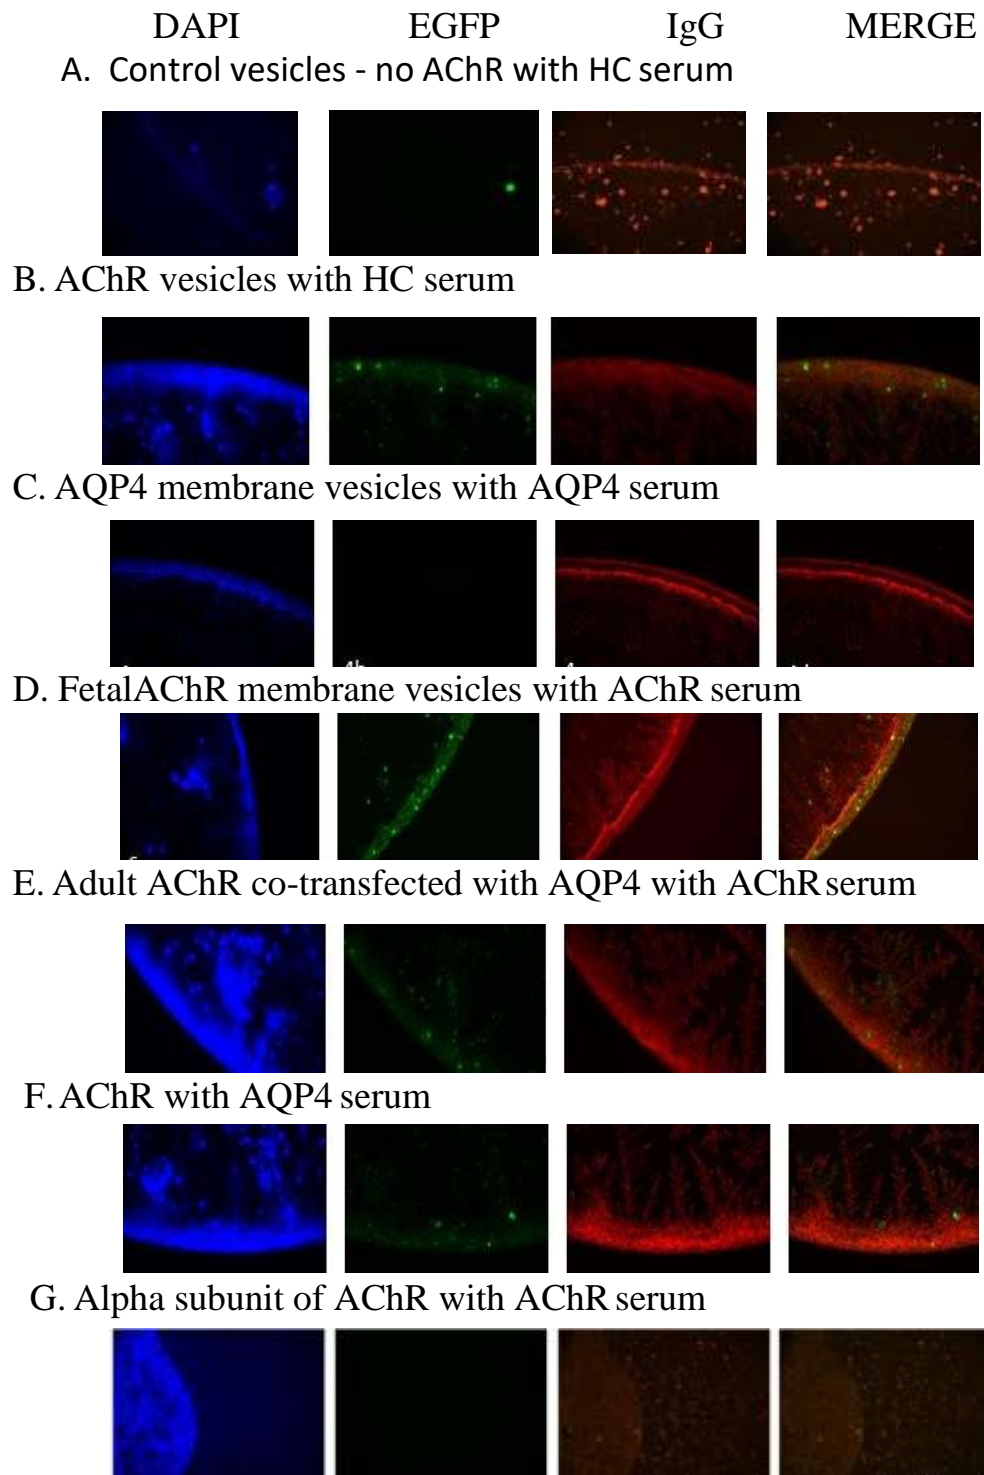 DAPI EGFP IgG MERGE
A. Control vesicles - no AChR with HC serum
B. AChR vesicles with HC serum
C. AQP4 membrane vesicles with AQP4 serum
4b
D. FetalAChR membrane vesicles with AChR serum
E. Adult AChR co-transfected with AQP4 with AChR serum
F. AChR with AQP4 serum
G. Alpha subunit of AChR with AChR serum